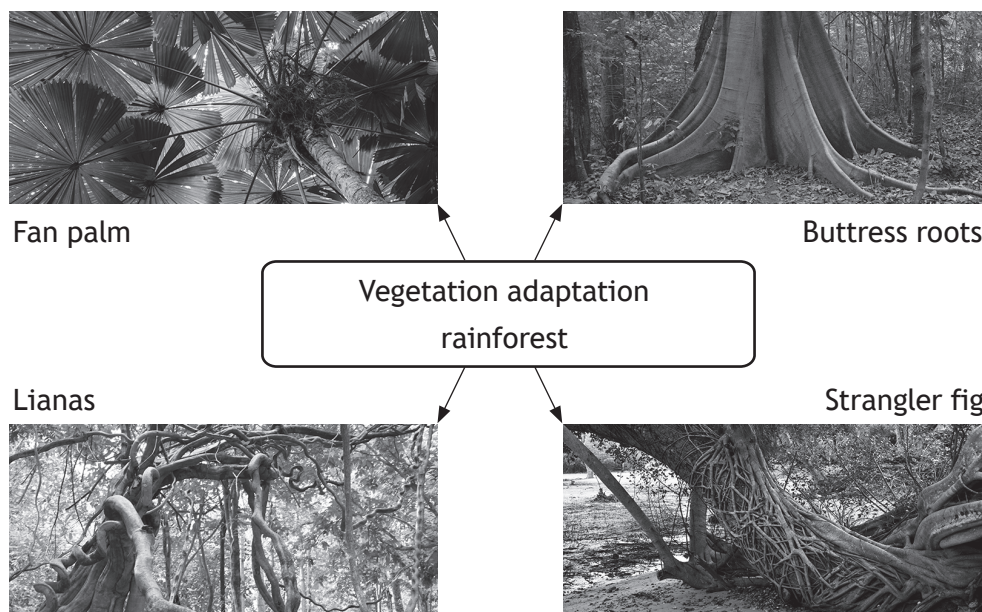 Fan palm
Buttress roots
Vegetation adaptation
rainforest
Lianas
Strangler fig